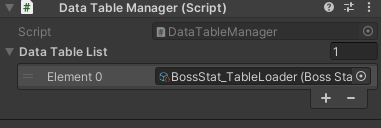 Data Table Manager (Script)
Script DataTableManager
Data Table List 1
Element 0 BossStat_TableLoader (Boss Sta